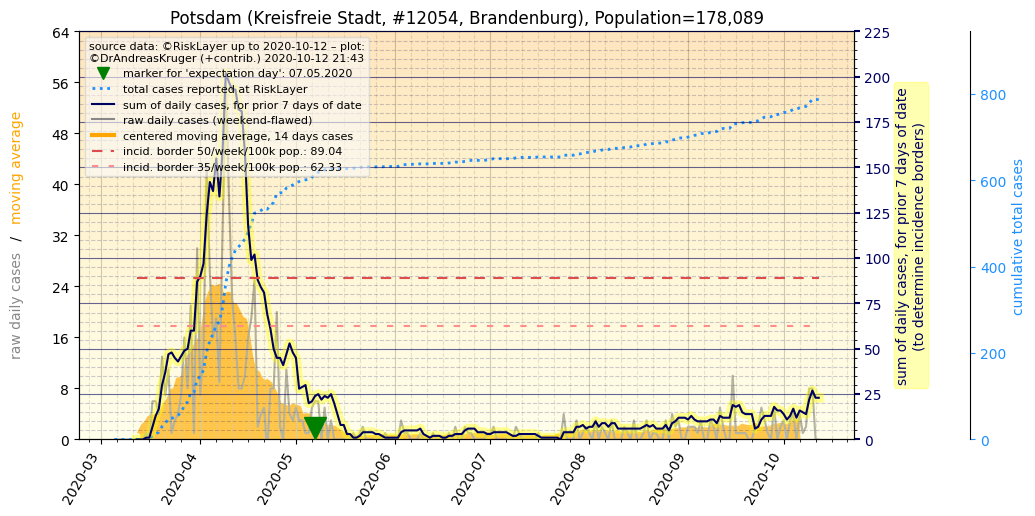 Potsdam (Kreisfreie Stadt, #12054, Brandenburg), Population=178,089
source data: ©RiskLayer up to 2020-10-12 – plot:
©DrAndreasKruger (+contrib.) 2020-10-12 21:43
marker for 'expectation day': 07.05.2020
total cases reported at RiskLayer
sum of daily cases, for prior 7 days of date
raw daily cases (weekend-flawed)
centered moving average, 14 days cases
incid. border 50/week/100k pop.: 89.04
incid. border 35/week/100k pop.: 62.33
raw daily cases / moving average
64
56
48
40
32
24
16
8
0
225
200
175
150
125
100
75
50
25
0
sum of daily cases, for prior 7 days of date
(to determine incidence borders)
800
600
400
200
0
cumulative total cases
2020-03
2020-04
2020-05
2020-06
2020-07
2020-08
2020-09
2020-10